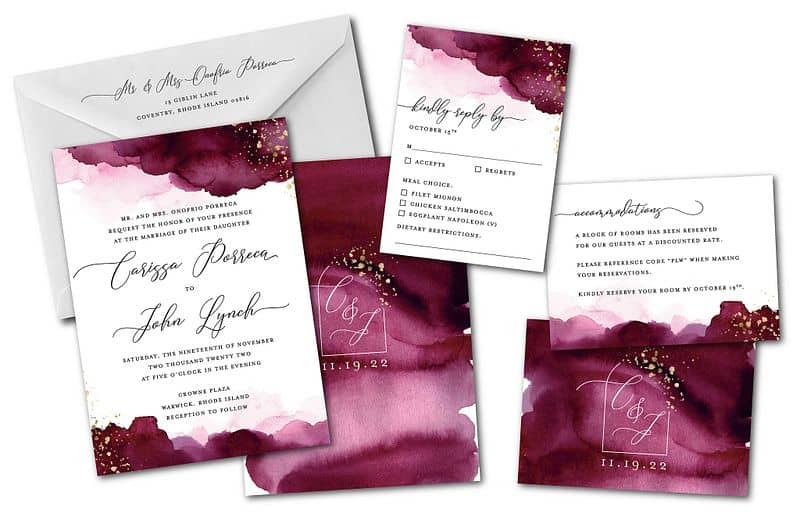 Mr & Mrs Onofrio Porreca
15 GIBLIN LANE
COVENTRY, RHODE ISLAND 02816
MR. AND MRS. ONOFRIO PORRECA
REQUEST THE HONOR OF YOUR PRESENCE
AT THE MARRIAGE OF THEIR DAUGHTER
Carissa Porreca
TO
John Lynch
SATURDAY, THE NINETEENTH OF NOVEMBER
TWO THOUSAND TWENTY TWO
AT FIVE O'CLOCK IN THE EVENING
CROWNE PLAZA
WARWICK, RHODE ISLAND
RECEPTION TO FOLLOW
C & J
11.19.22
kindly reply by
OCTOBER 15TH
M
ACCEPTS REGRETS
MEAL CHOICE:
FILET MIGNON
CHICKEN SALTIMBOCCA
EGGPLANT NAPOLEON (V)
DIETARY RESTRICTIONS.
accommodations
A BLOCK OF ROOMS HAS BEEN RESERVED
FOR OUR GUESTS AT A DISCOUNTED RATE.
PLEASE REFERENCE CODE "PLW" WHEN MAKING
YOUR RESERVATIONS.
KINDLY RESERVE YOUR ROOM BY OCTOBER 19TH.
C & J
11.19.22